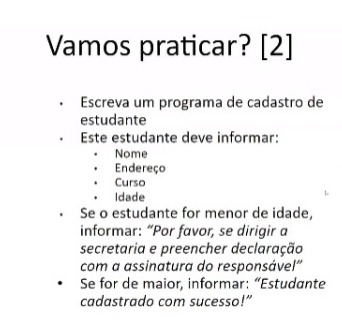 Vamos praticar? [2]
• Escreva um programa de cadastro de
estudante
• Este estudante deve informar:
• Nome
• Endereço
• Curso
• Idade
• Se o estudante for menor de idade,
informar: “Por favor, se dirigir a
secretaria e preencher declaração
com a assinatura do responsável”
• Se for de maior, informar: “Estudante
cadastrado com sucesso!”